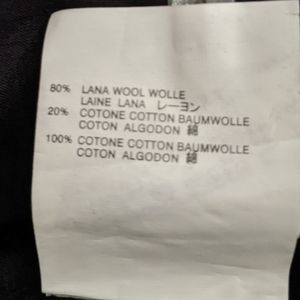 80% LANA WOOL WOLLE
LAINE LANA レーヨン
20% COTONE COTTON BAUMWOLLE
COTON ALGODON 綿
100% COTONE COTTON BAUMWOLLE
COTON ALGODON 綿